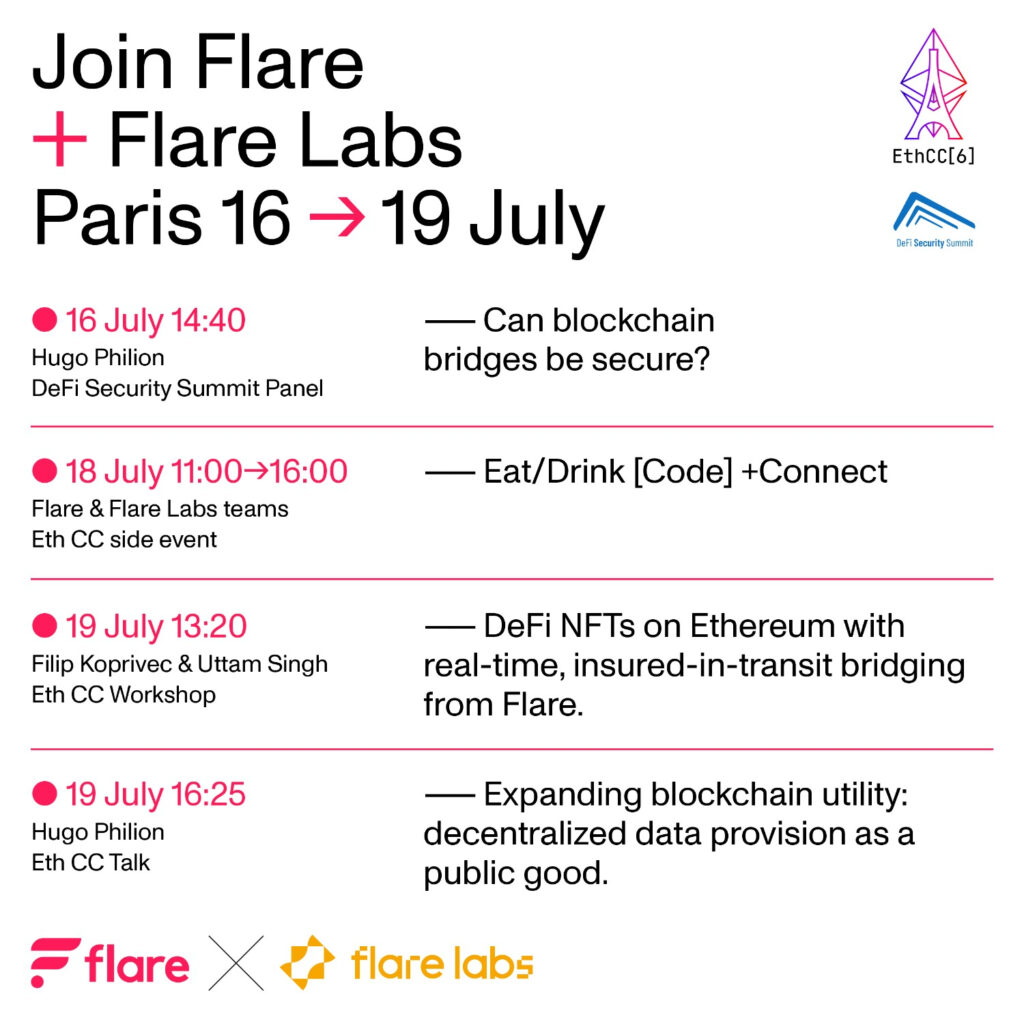 Join Flare
+ Flare Labs
Paris 16 → 19 July
EthCC[6]
DeFi Security Summit
● 16 July 14:40
Hugo Philion
DeFi Security Summit Panel
—— Can blockchain
bridges be secure?
● 18 July 11:00→16:00
Flare & Flare Labs teams
Eth CC side event
—— Eat/Drink [Code] +Connect
● 19 July 13:20
Filip Koprivec & Uttam Singh
Eth CC Workshop
—— DeFi NFTs on Ethereum with
real-time, insured-in-transit bridging
from Flare.
● 19 July 16:25
Hugo Philion
Eth CC Talk
—— Expanding blockchain utility:
decentralized data provision as a
public good.
flare
flare labs